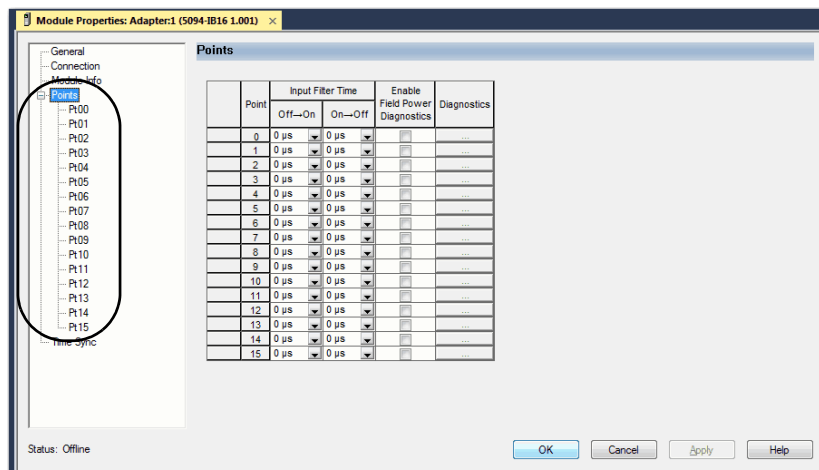 Module Properties: Adapter:1 (5094-IB16 1.001) ×
General
Connection
Module Info
Points
Pt00
Pt01
Pt02
Pt03
Pt04
Pt05
Pt06
Pt07
Pt08
Pt09
Pt10
Pt11
Pt12
Pt13
Pt14
Pt15
Time Sync
Points
Point Input Filter Time Enable Field Power Diagnostics Diagnostics
Off→On On→Off
0 0 µs 0 µs ...
1 0 µs 0 µs ...
2 0 µs 0 µs ...
3 0 µs 0 µs ...
4 0 µs 0 µs ...
5 0 µs 0 µs ...
6 0 µs 0 µs ...
7 0 µs 0 µs ...
8 0 µs 0 µs ...
9 0 µs 0 µs ...
10 0 µs 0 µs ...
11 0 µs 0 µs ...
12 0 µs 0 µs ...
13 0 µs 0 µs ...
14 0 µs 0 µs ...
15 0 µs 0 µs ...
Status: Offline
OK Cancel Apply Help